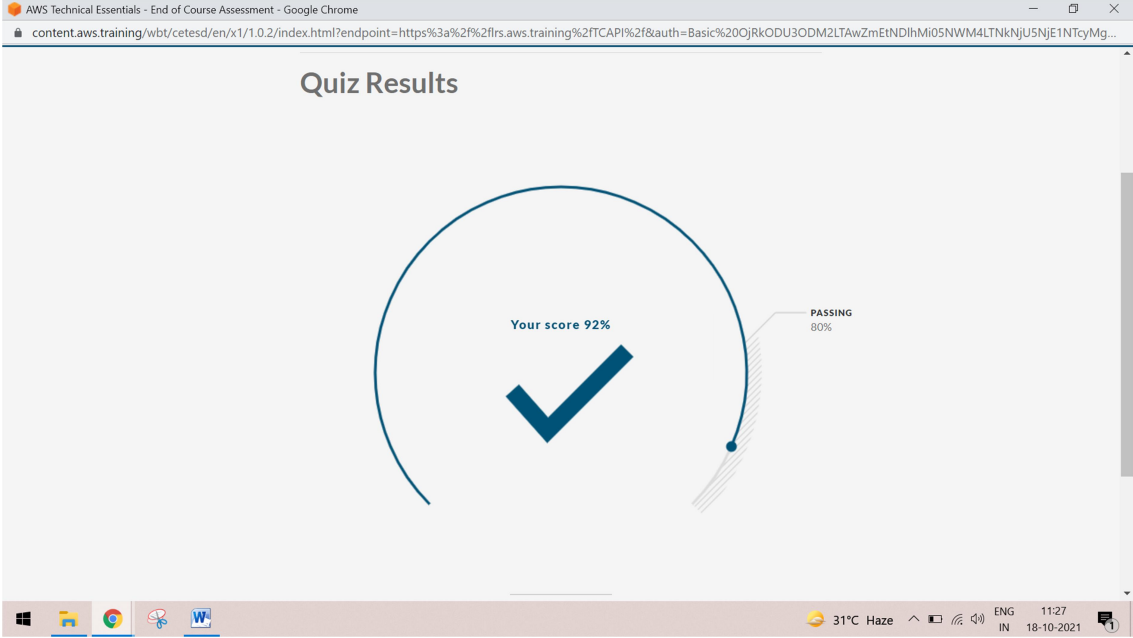 AWS Technical Essentials - End of Course Assessment - Google Chrome
content.aws.training/wbt/cetesd/en/x1/1.0.2/index.html?endpoint=https%3a%2f%2flrs.aws.training%2fTCAPI%2f&auth=Basic%20OjRkODU3ODM2LTAwZmEtNDlhMi05NWM4LTNkNjU5NjE1NTcyMg...
Quiz Results
Your score 92%
PASSING
80%
31°C Haze
ENG
IN
11:27
18-10-2021
1